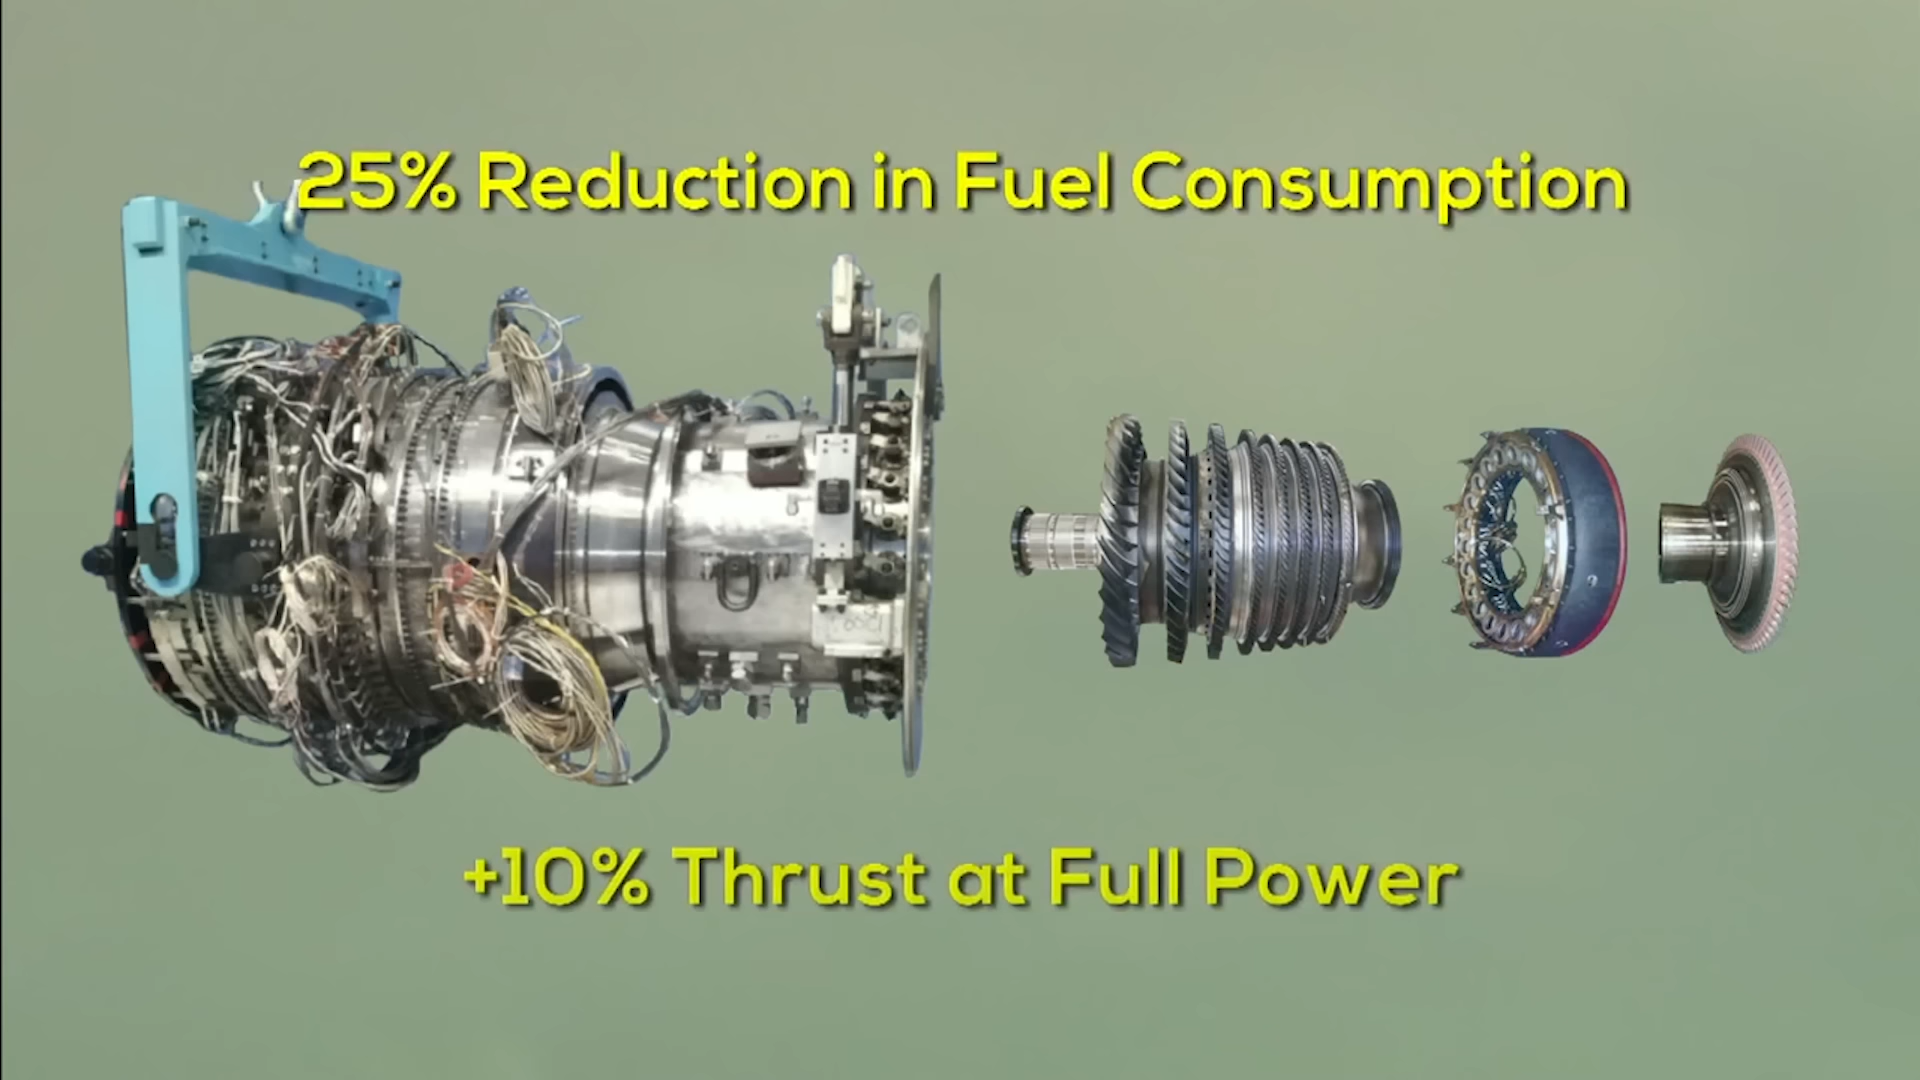 25% Reduction in Fuel Consumption
+10% Thrust at Full Power